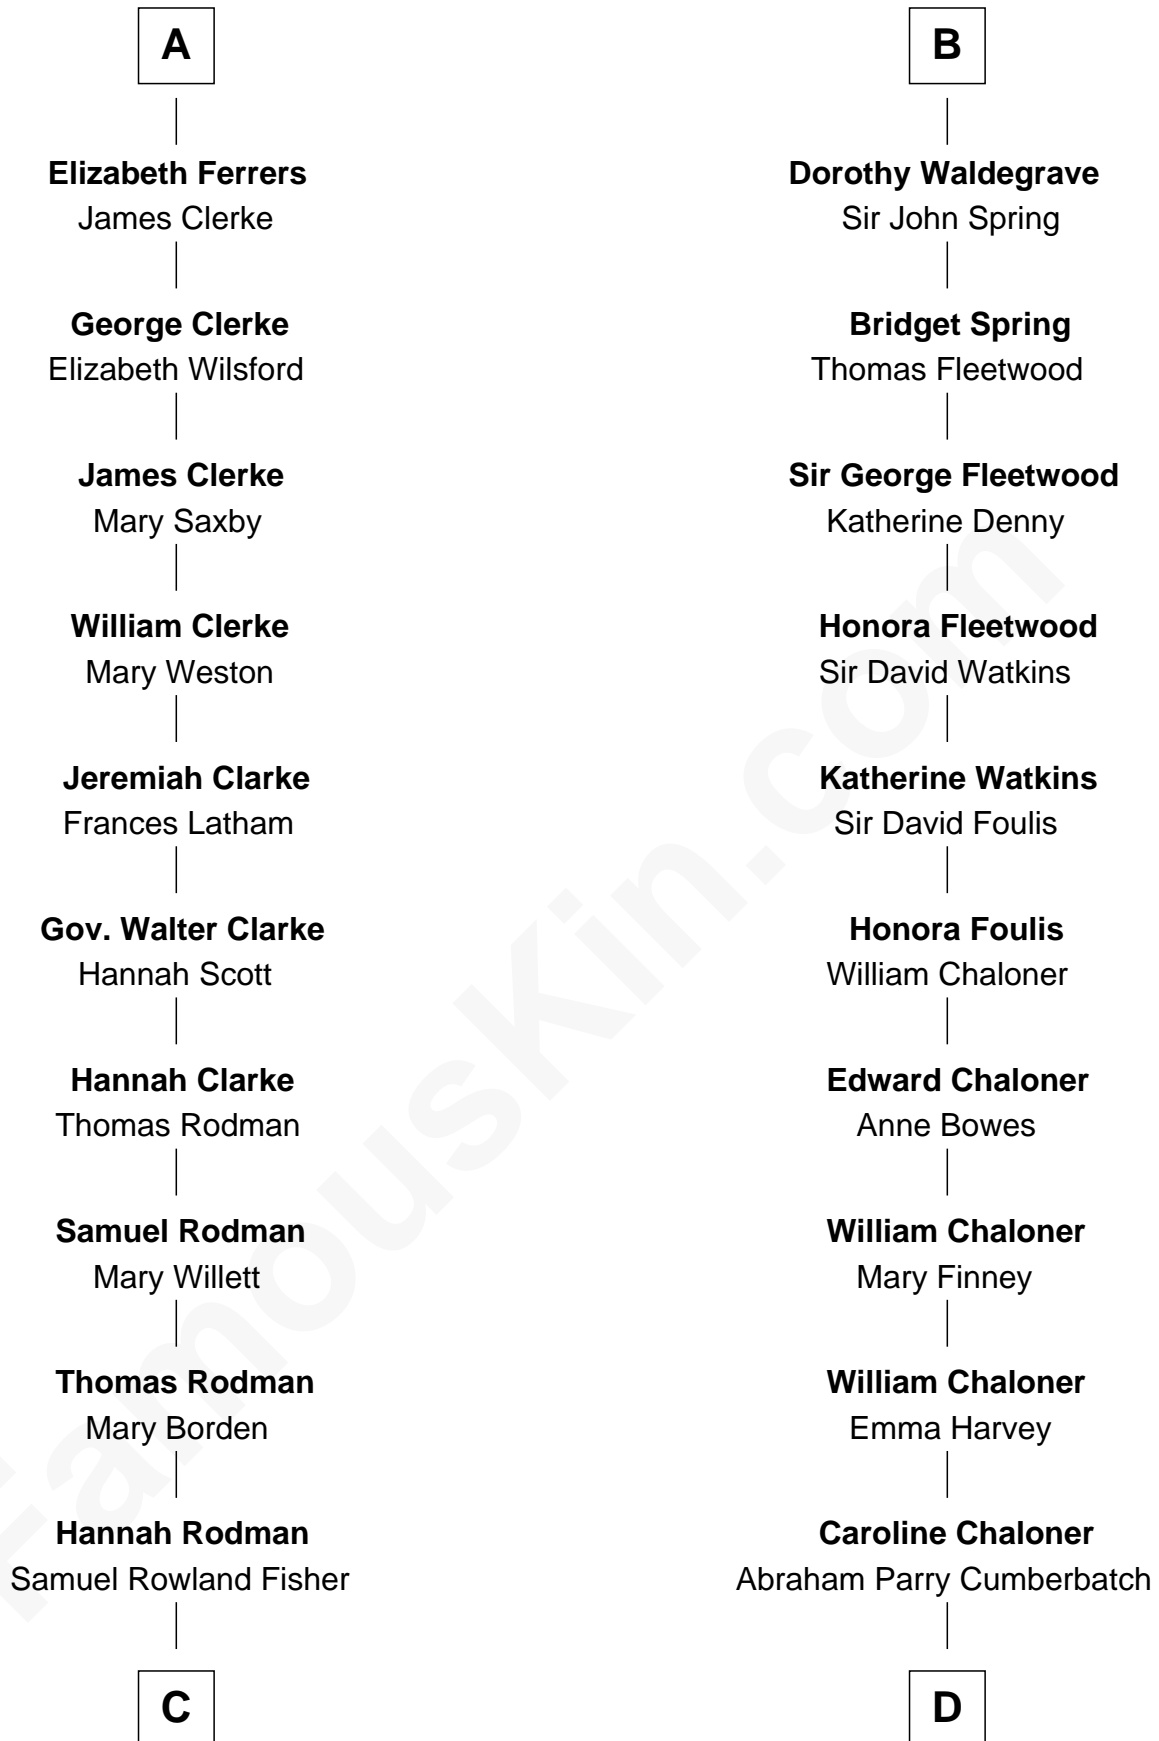 A
Elizabeth Ferrers
James Clerke
George Clerke
Elizabeth Wilsford
James Clerke
Mary Saxby
William Clerke
Mary Weston
Jeremiah Clarke
Frances Latham
Gov. Walter Clarke
Hannah Scott
Hannah Clarke
Thomas Rodman
Samuel Rodman
Mary Willett
Thomas Rodman
Mary Borden
Hannah Rodman
Samuel Rowland Fisher
C
B
Dorothy Waldegrave
Sir John Spring
Bridget Spring
Thomas Fleetwood
Sir George Fleetwood
Katherine Denny
Honora Fleetwood
Sir David Watkins
Katherine Watkins
Sir David Foulis
Honora Foulis
William Chaloner
Edward Chaloner
Anne Bowes
William Chaloner
Mary Finney
William Chaloner
Emma Harvey
Caroline Chaloner
Abraham Parry Cumberbatch
D
FamousKin.com